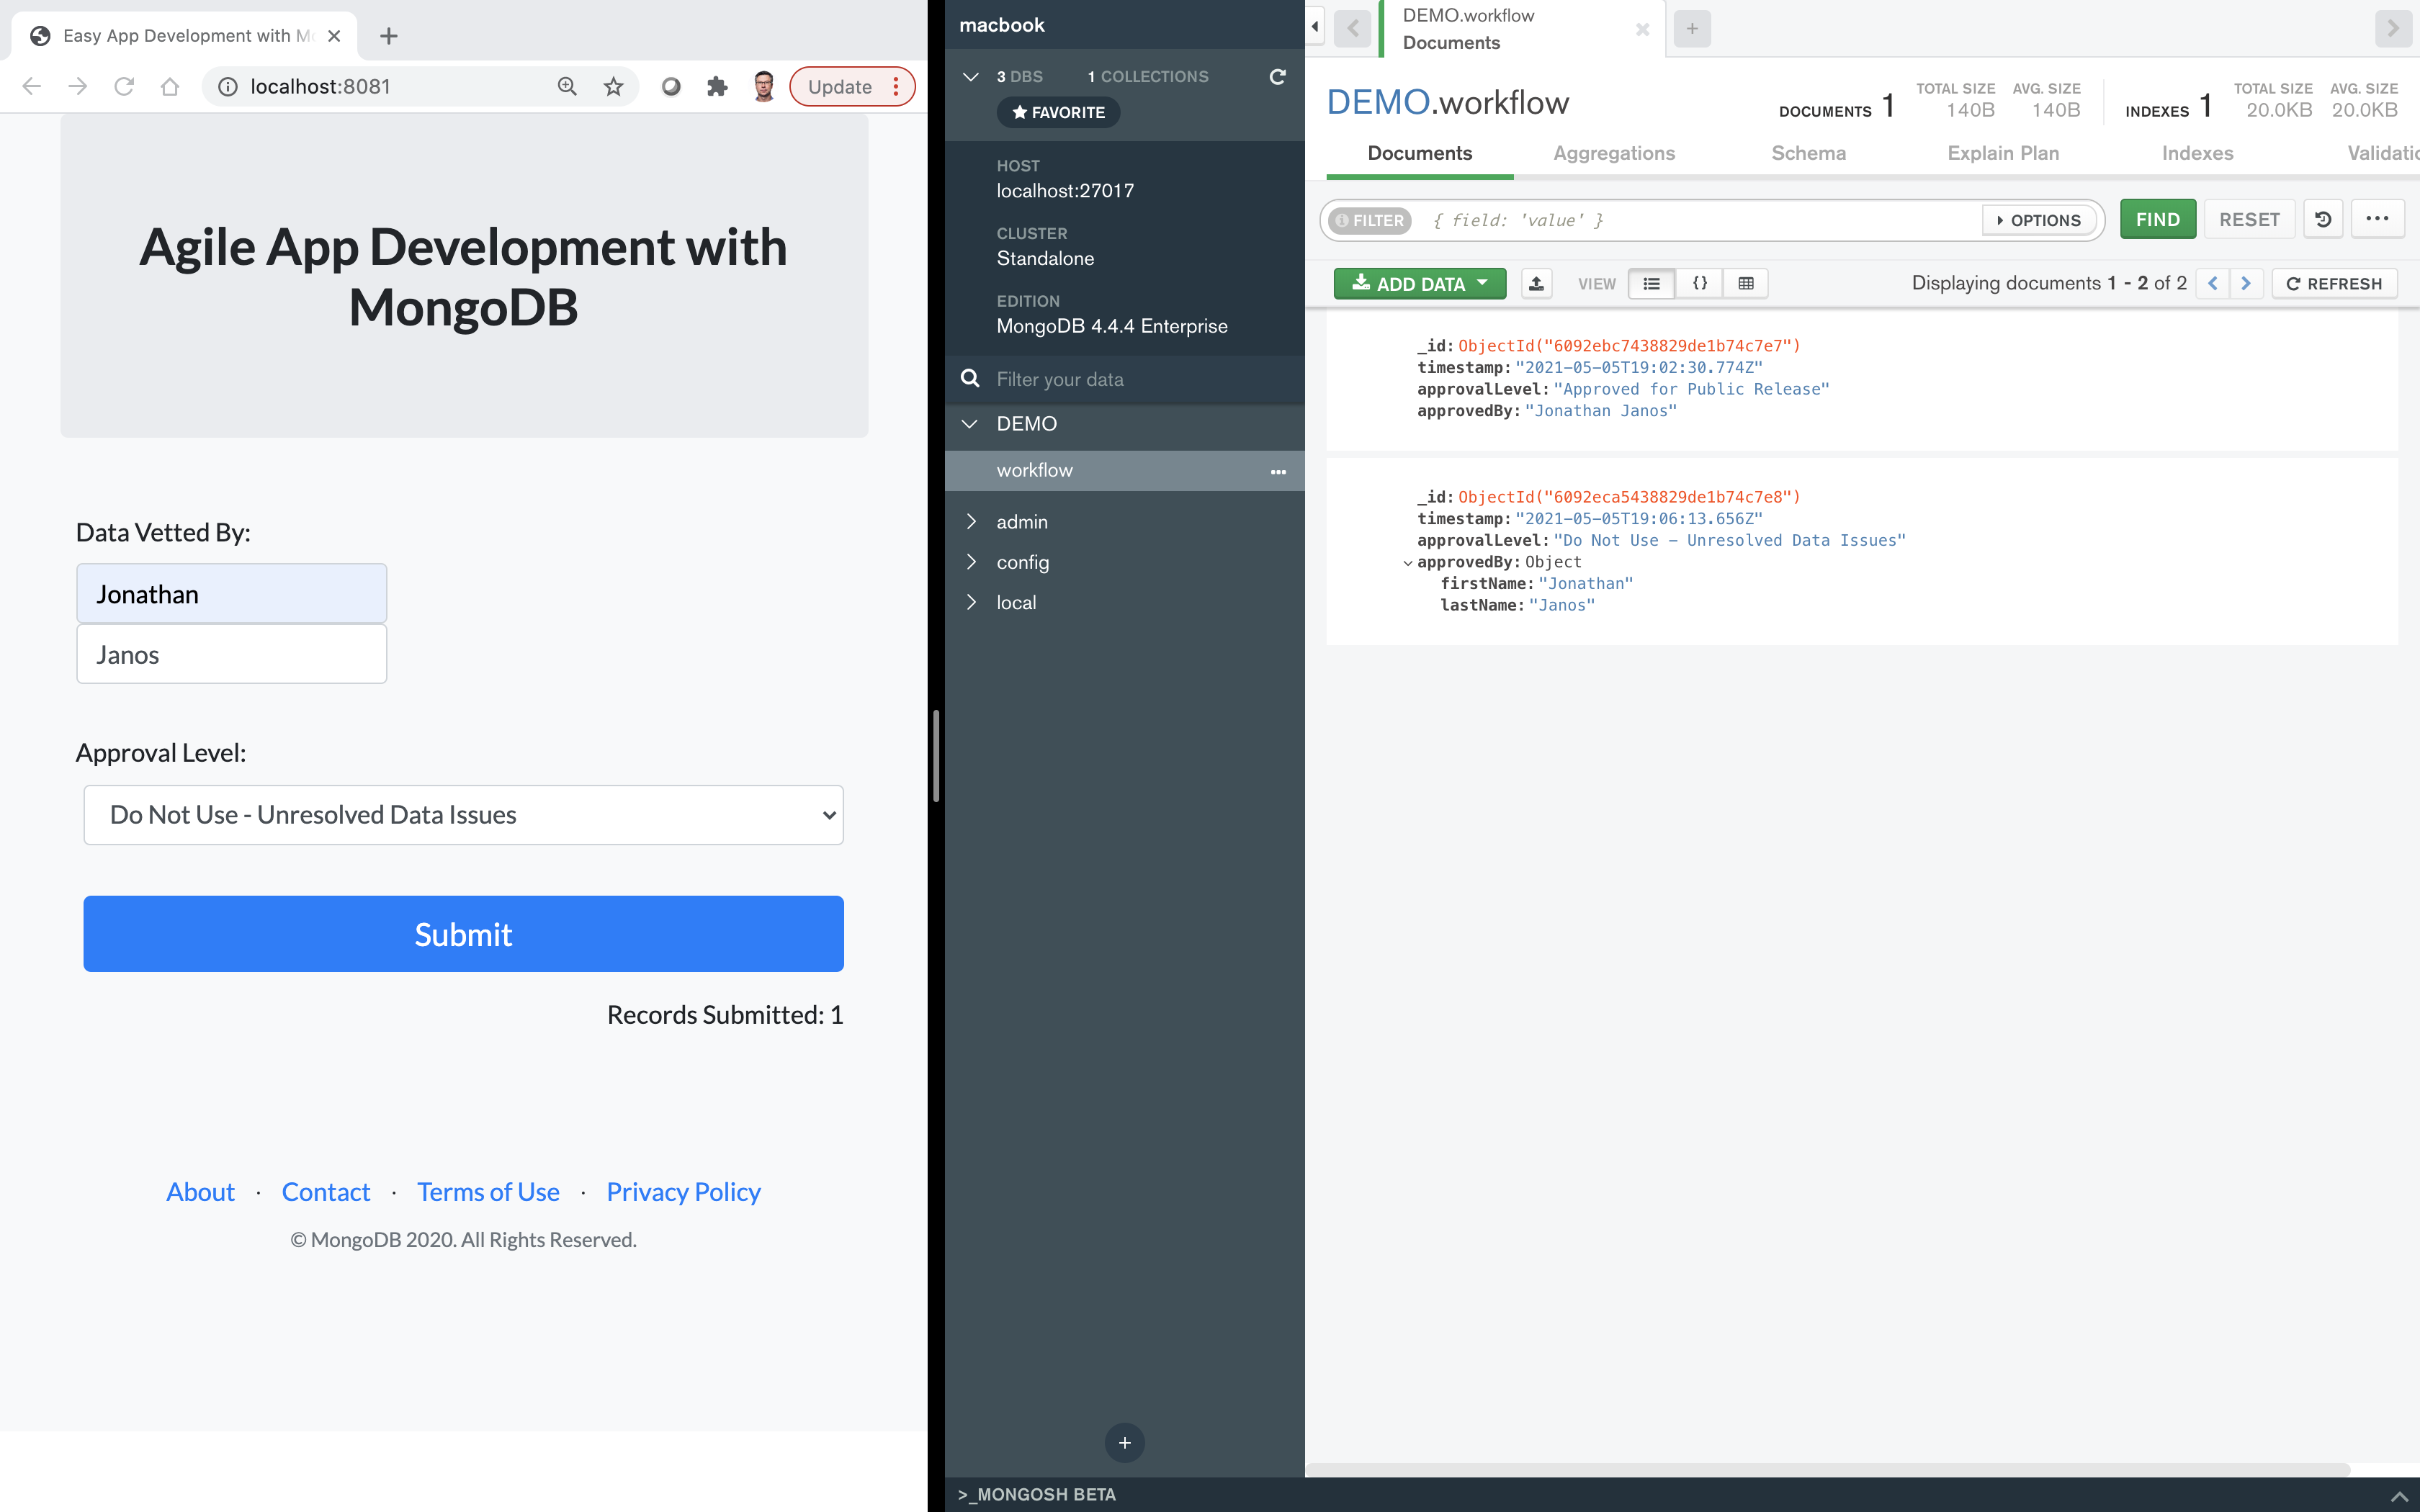 Easy App Development with Mo
localhost:8081
Update
Agile App Development with
MongoDB
Data Vetted By:
Jonathan
Janos
Approval Level:
Do Not Use - Unresolved Data Issues
Submit
Records Submitted: 1
About · Contact · Terms of Use · Privacy Policy
© MongoDB 2020. All Rights Reserved.
macbook
3 DBS 1 COLLECTIONS
★ FAVORITE
HOST
localhost:27017
CLUSTER
Standalone
EDITION
MongoDB 4.4.4 Enterprise
Filter your data
DEMO
workflow
admin
config
local
>_MONGOSH BETA
DEMO.workflow
Documents
DEMO.workflow
DOCUMENTS 1 TOTAL SIZE 140B AVG. SIZE 140B INDEXES 1 TOTAL SIZE 20.0KB AVG. SIZE 20.0KB
Documents Aggregations Schema Explain Plan Indexes Validatio
FILTER { field: 'value' } OPTIONS FIND RESET
ADD DATA VIEW {} Displaying documents 1 - 2 of 2 REFRESH
_id: ObjectId("6092ebc7438829de1b74c7e7")
timestamp: "2021-05-05T19:02:30.774Z"
approvalLevel: "Approved for Public Release"
approvedBy: "Jonathan Janos"
_id: ObjectId("6092eca5438829de1b74c7e8")
timestamp: "2021-05-05T19:06:13.656Z"
approvalLevel: "Do Not Use - Unresolved Data Issues"
approvedBy: Object
firstName: "Jonathan"
lastName: "Janos"